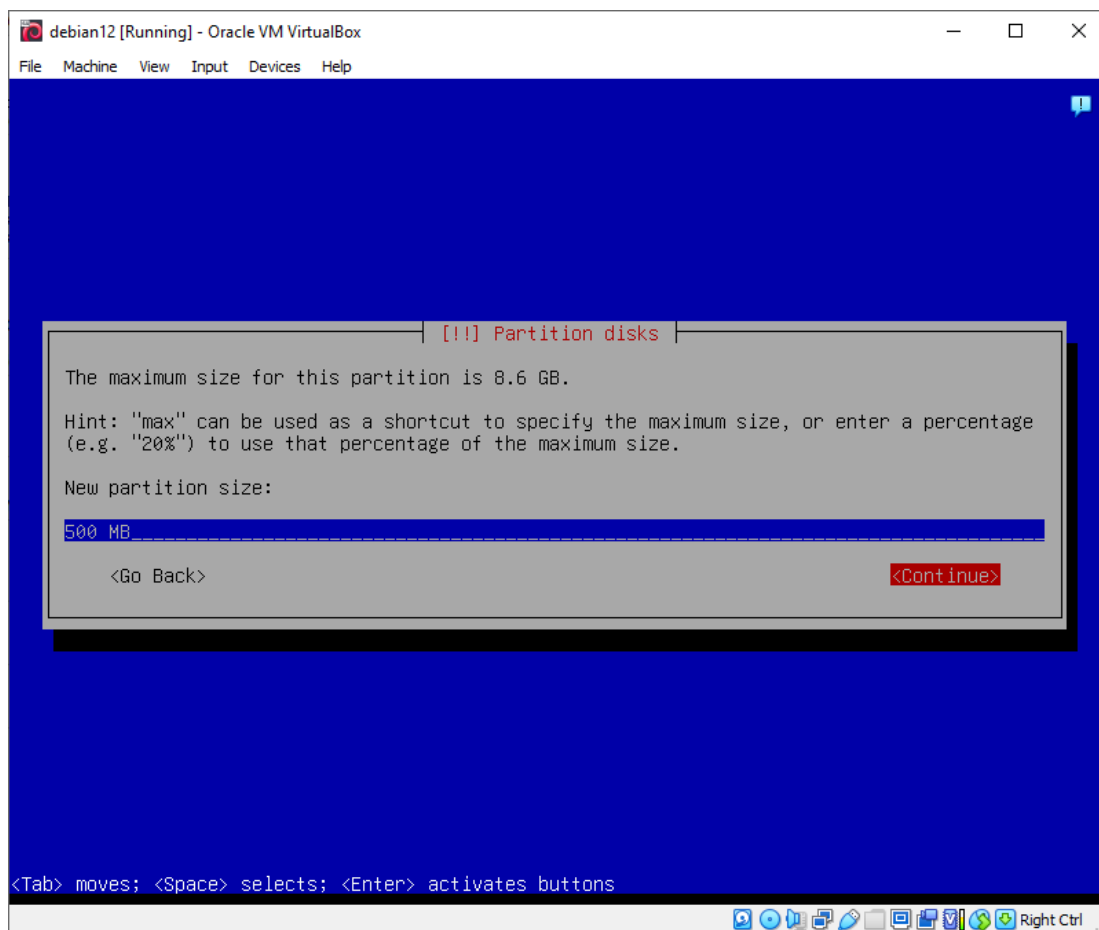 debian12 [Running] - Oracle VM VirtualBox
File Machine View Input Devices Help
[!!] Partition disks
The maximum size for this partition is 8.6 GB.
Hint: "max" can be used as a shortcut to specify the maximum size, or enter a percentage
(e.g. "20%") to use that percentage of the maximum size.
New partition size:
500 MB
<Go Back> <Continue>
<Tab> moves; <Space> selects; <Enter> activates buttons
Right Ctrl